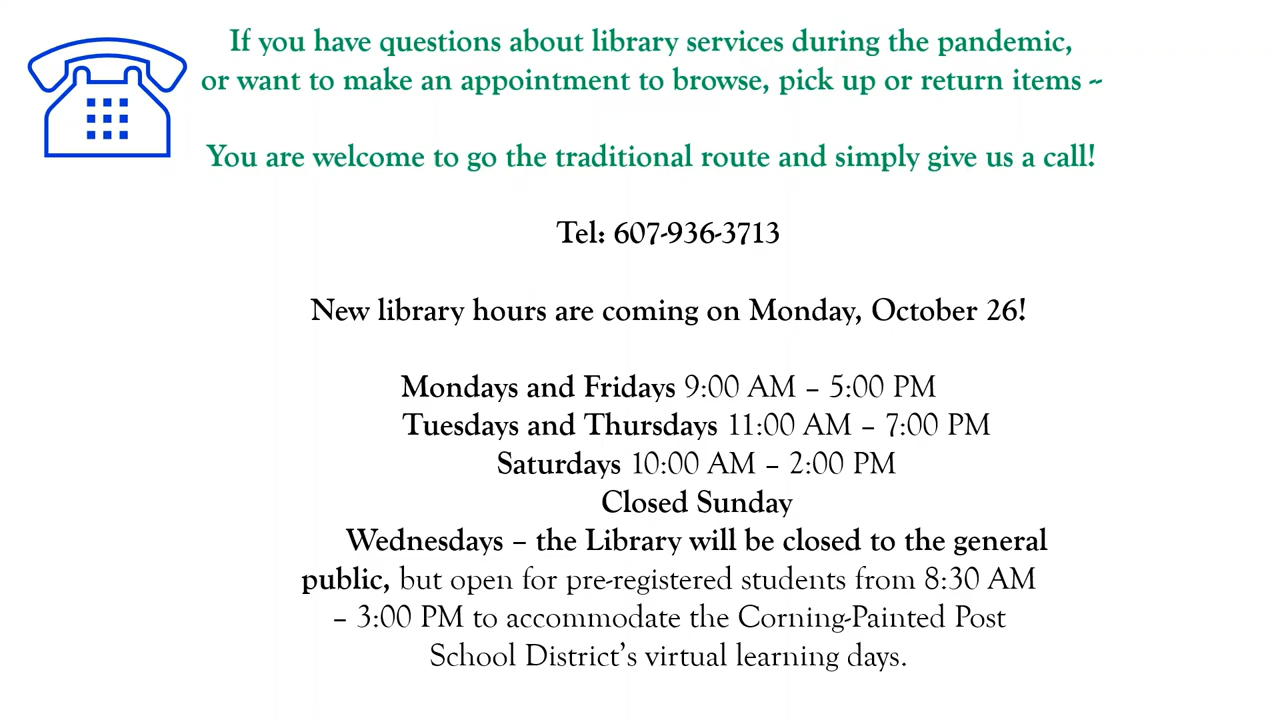 If you have questions about library services during the pandemic,
or want to make an appointment to browse, pick up or return items ~
You are welcome to go the traditional route and simply give us a call!
Tel: 607-936-3713
New library hours are coming on Monday, October 26!
Mondays and Fridays 9:00 AM – 5:00 PM
Tuesdays and Thursdays 11:00 AM – 7:00 PM
Saturdays 10:00 AM – 2:00 PM
Closed Sunday
Wednesdays – the Library will be closed to the general
public, but open for pre-registered students from 8:30 AM
– 3:00 PM to accommodate the Corning-Painted Post
School District’s virtual learning days.